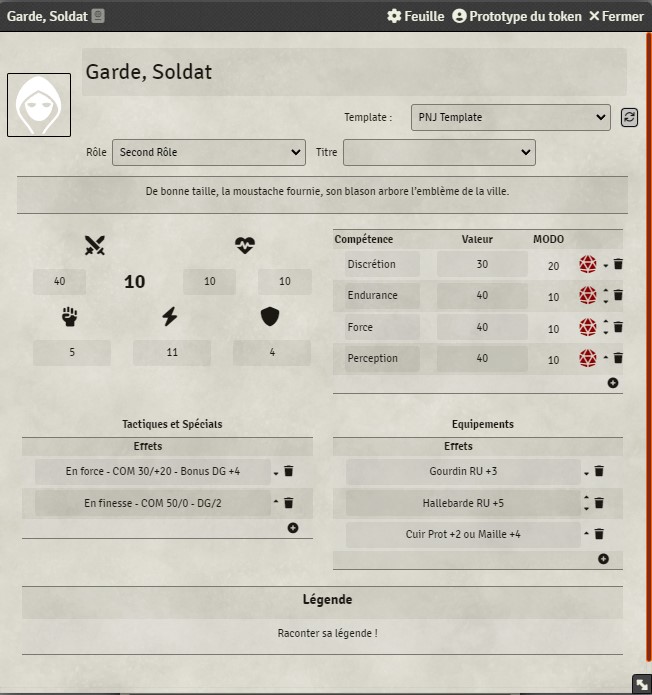 Garde, Soldat
Feuille Prototype du token Fermer
Garde, Soldat
Template : PNJ Template
Rôle Second Rôle Titre
De bonne taille, la moustache fournie, son blason arbore l'emblème de la ville.
40 10 10 10
5 11 4
Compétence Valeur MODO
Discrétion 30 20
Endurance 40 10
Force 40 10
Perception 40 10
Tactiques et Spécials
Effets
En force - COM 30/+20 - Bonus DG +4
En finesse - COM 50/0 - DG/2
Equipements
Effets
Gourdin RU +3
Hallebarde RU +5
Cuir Prot +2 ou Maille +4
Légende
Raconter sa légende !